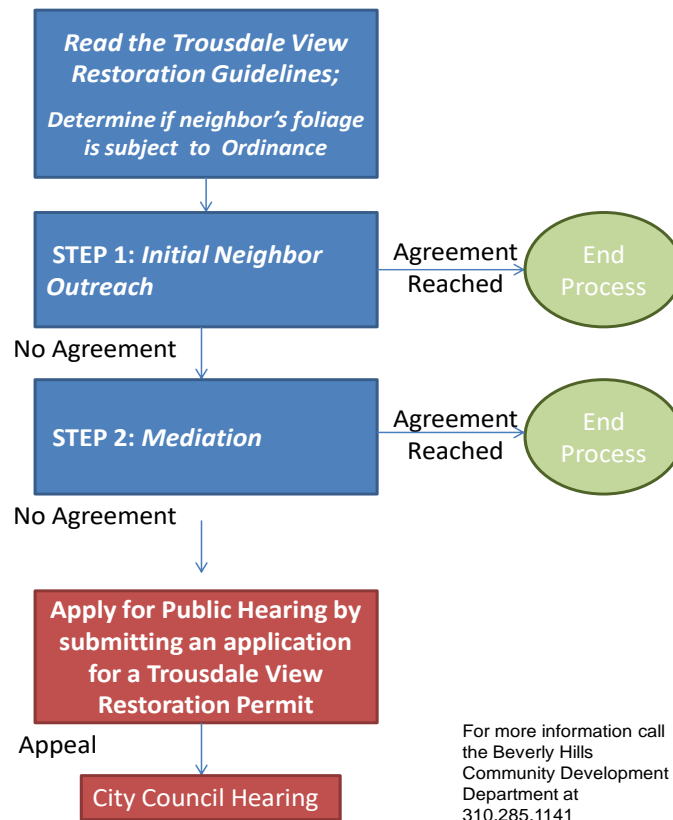 Read the Trousdale View
Restoration Guidelines;
Determine if neighbor's foliage
is subject to Ordinance
STEP 1: Initial Neighbor
Outreach
Agreement
Reached
End
Process
No Agreement
STEP 2: Mediation
Agreement
Reached
End
Process
No Agreement
Apply for Public Hearing by
submitting an application
for a Trousdale View
Restoration Permit
Appeal
City Council Hearing
For more information call
the Beverly Hills
Community Development
Department at
310.285.1141